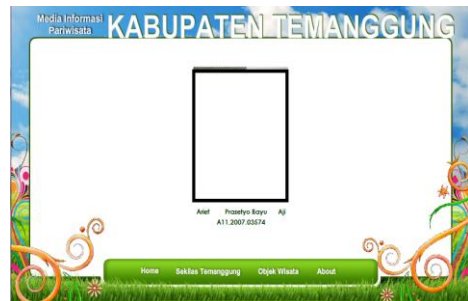 Media Informasi
Pariwisata
KABUPATEN TEMANGGUNG
Arief Prasetyo Bayu Aji
A11.2007.03574
Home Sekilas Temanggung Objek Wisata About